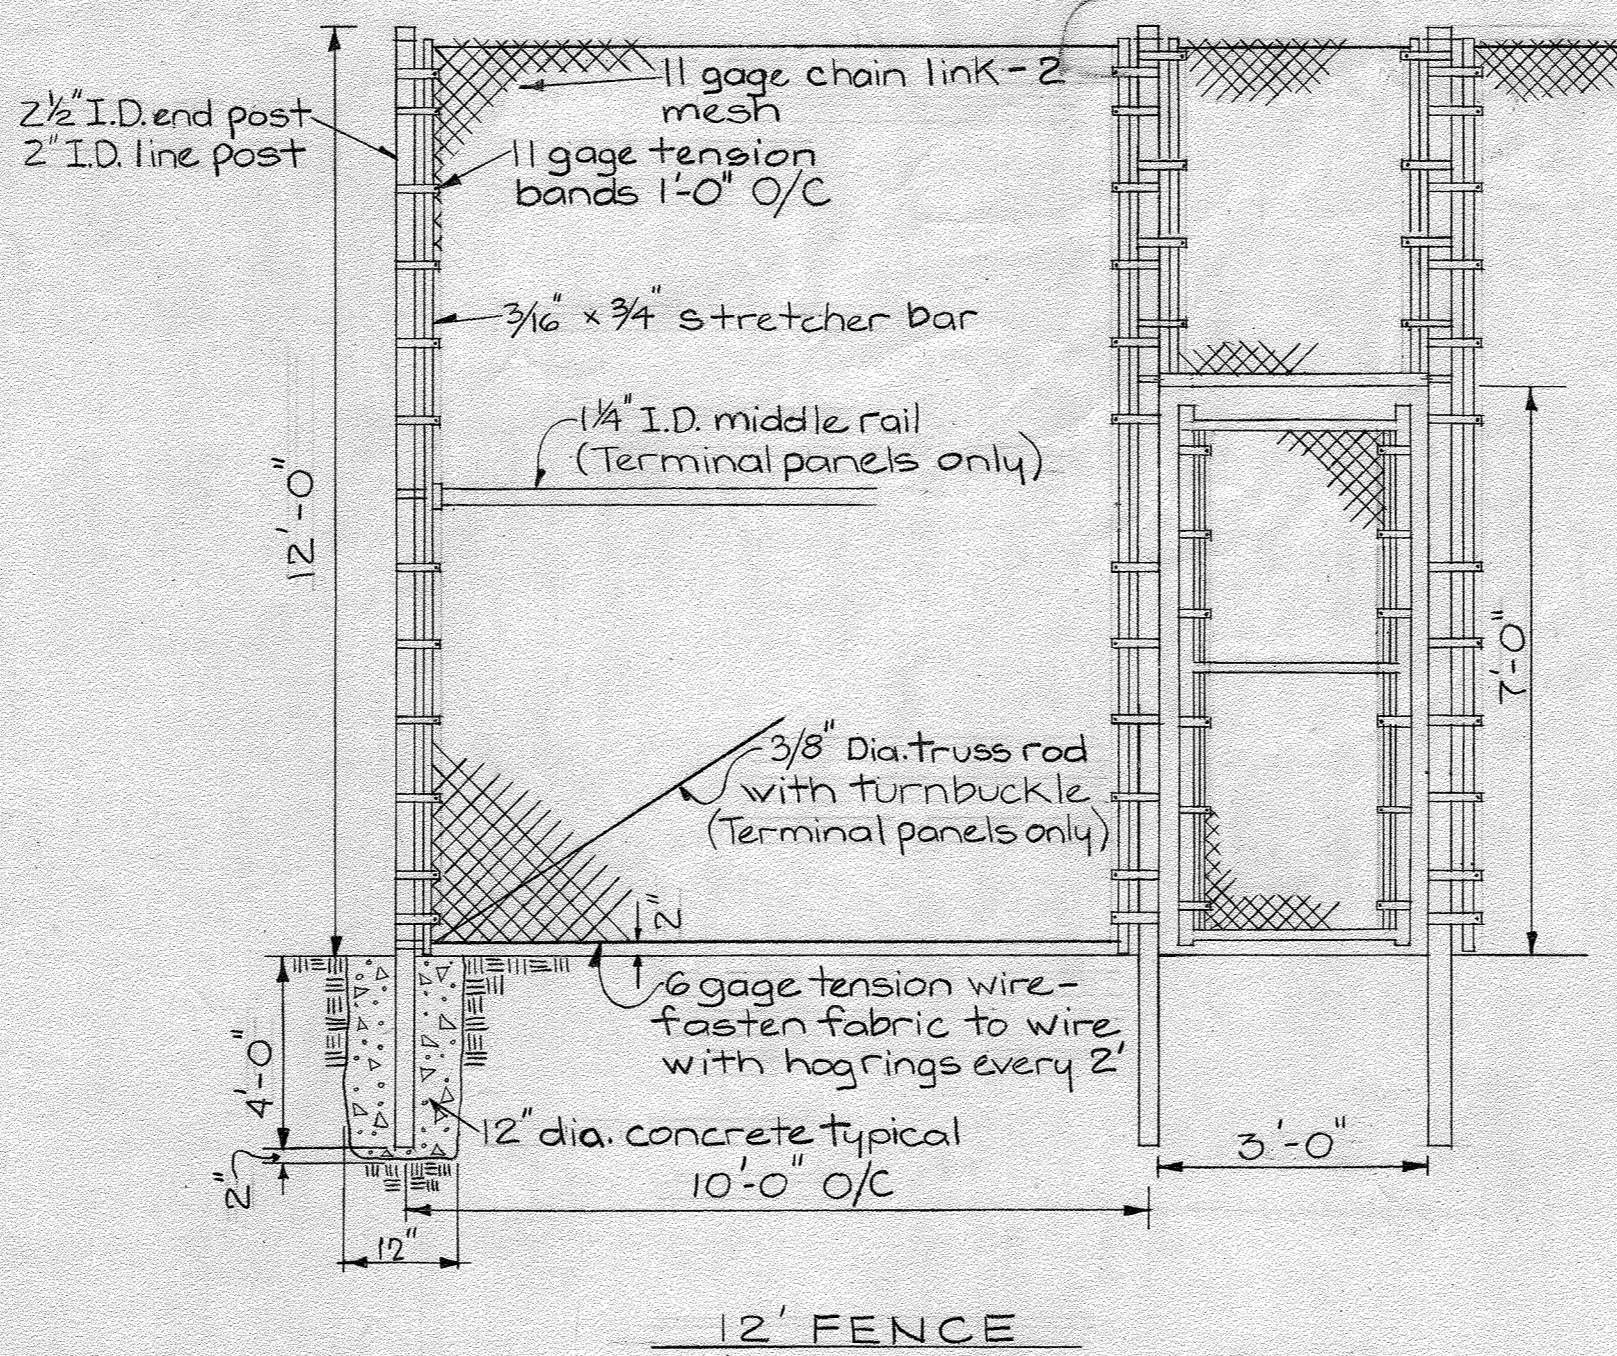 11 gage chain link - 2
mesh
2½" I.D. end post
2" I.D. line post
11 gage tension
bands 1'-0" O/C
3/16" x 3/4" stretcher bar
1¼" I.D. middle rail
(Terminal panels only)
12'-0"
7'-0"
3/8" Dia. truss rod
with turnbuckle
(Terminal panels only)
2"
6 gage tension wire-
fasten fabric to wire
with hogrings every 2'
4'-0"
12" dia. concrete typical
3'-0"
2"
10'-0" O/C
12"
12' FENCE